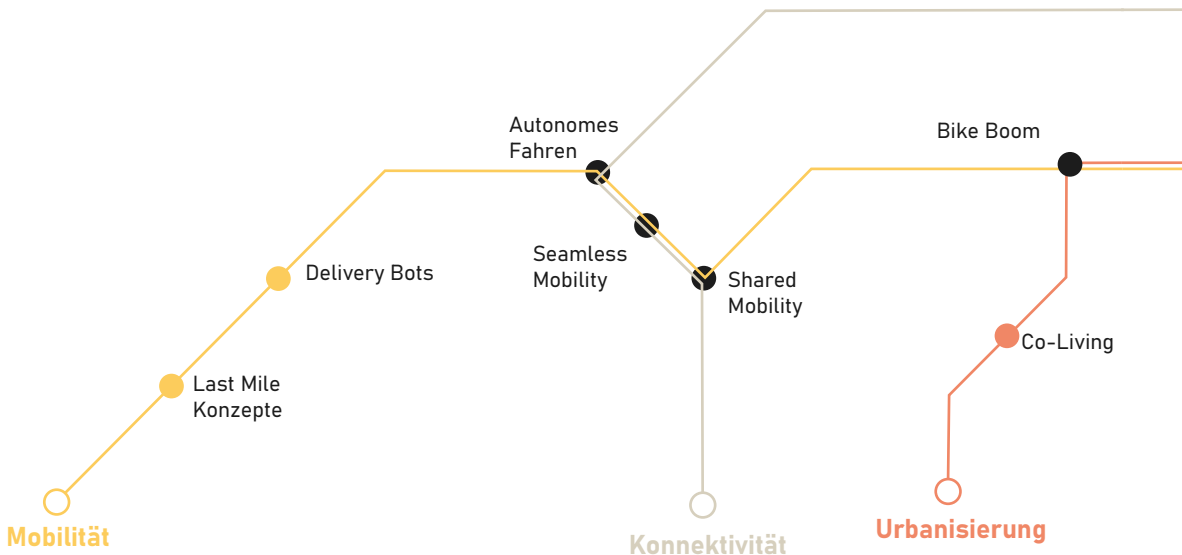 Autonomes
Fahren
Bike Boom
Seamless
Mobility
Delivery Bots
Shared
Mobility
Co-Living
Last Mile
Konzepte
Mobilität
Konnektivität
Urbanisierung